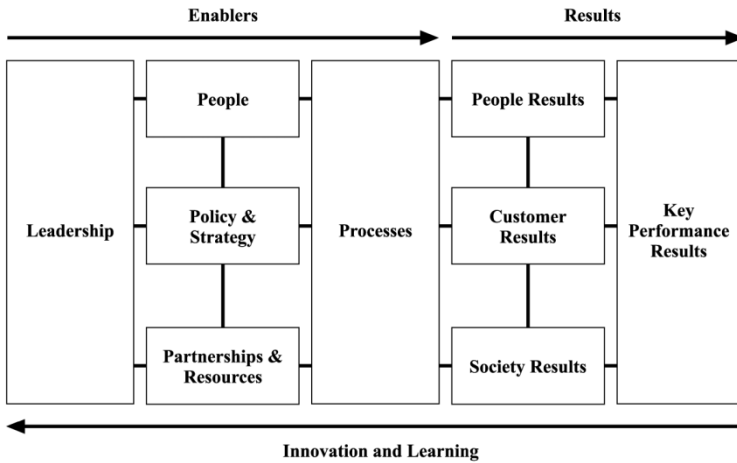 Enablers
Results
People
People Results
Leadership
Policy &
Strategy
Processes
Customer
Results
Key
Performance
Results
Partnerships &
Resources
Society Results
Innovation and Learning